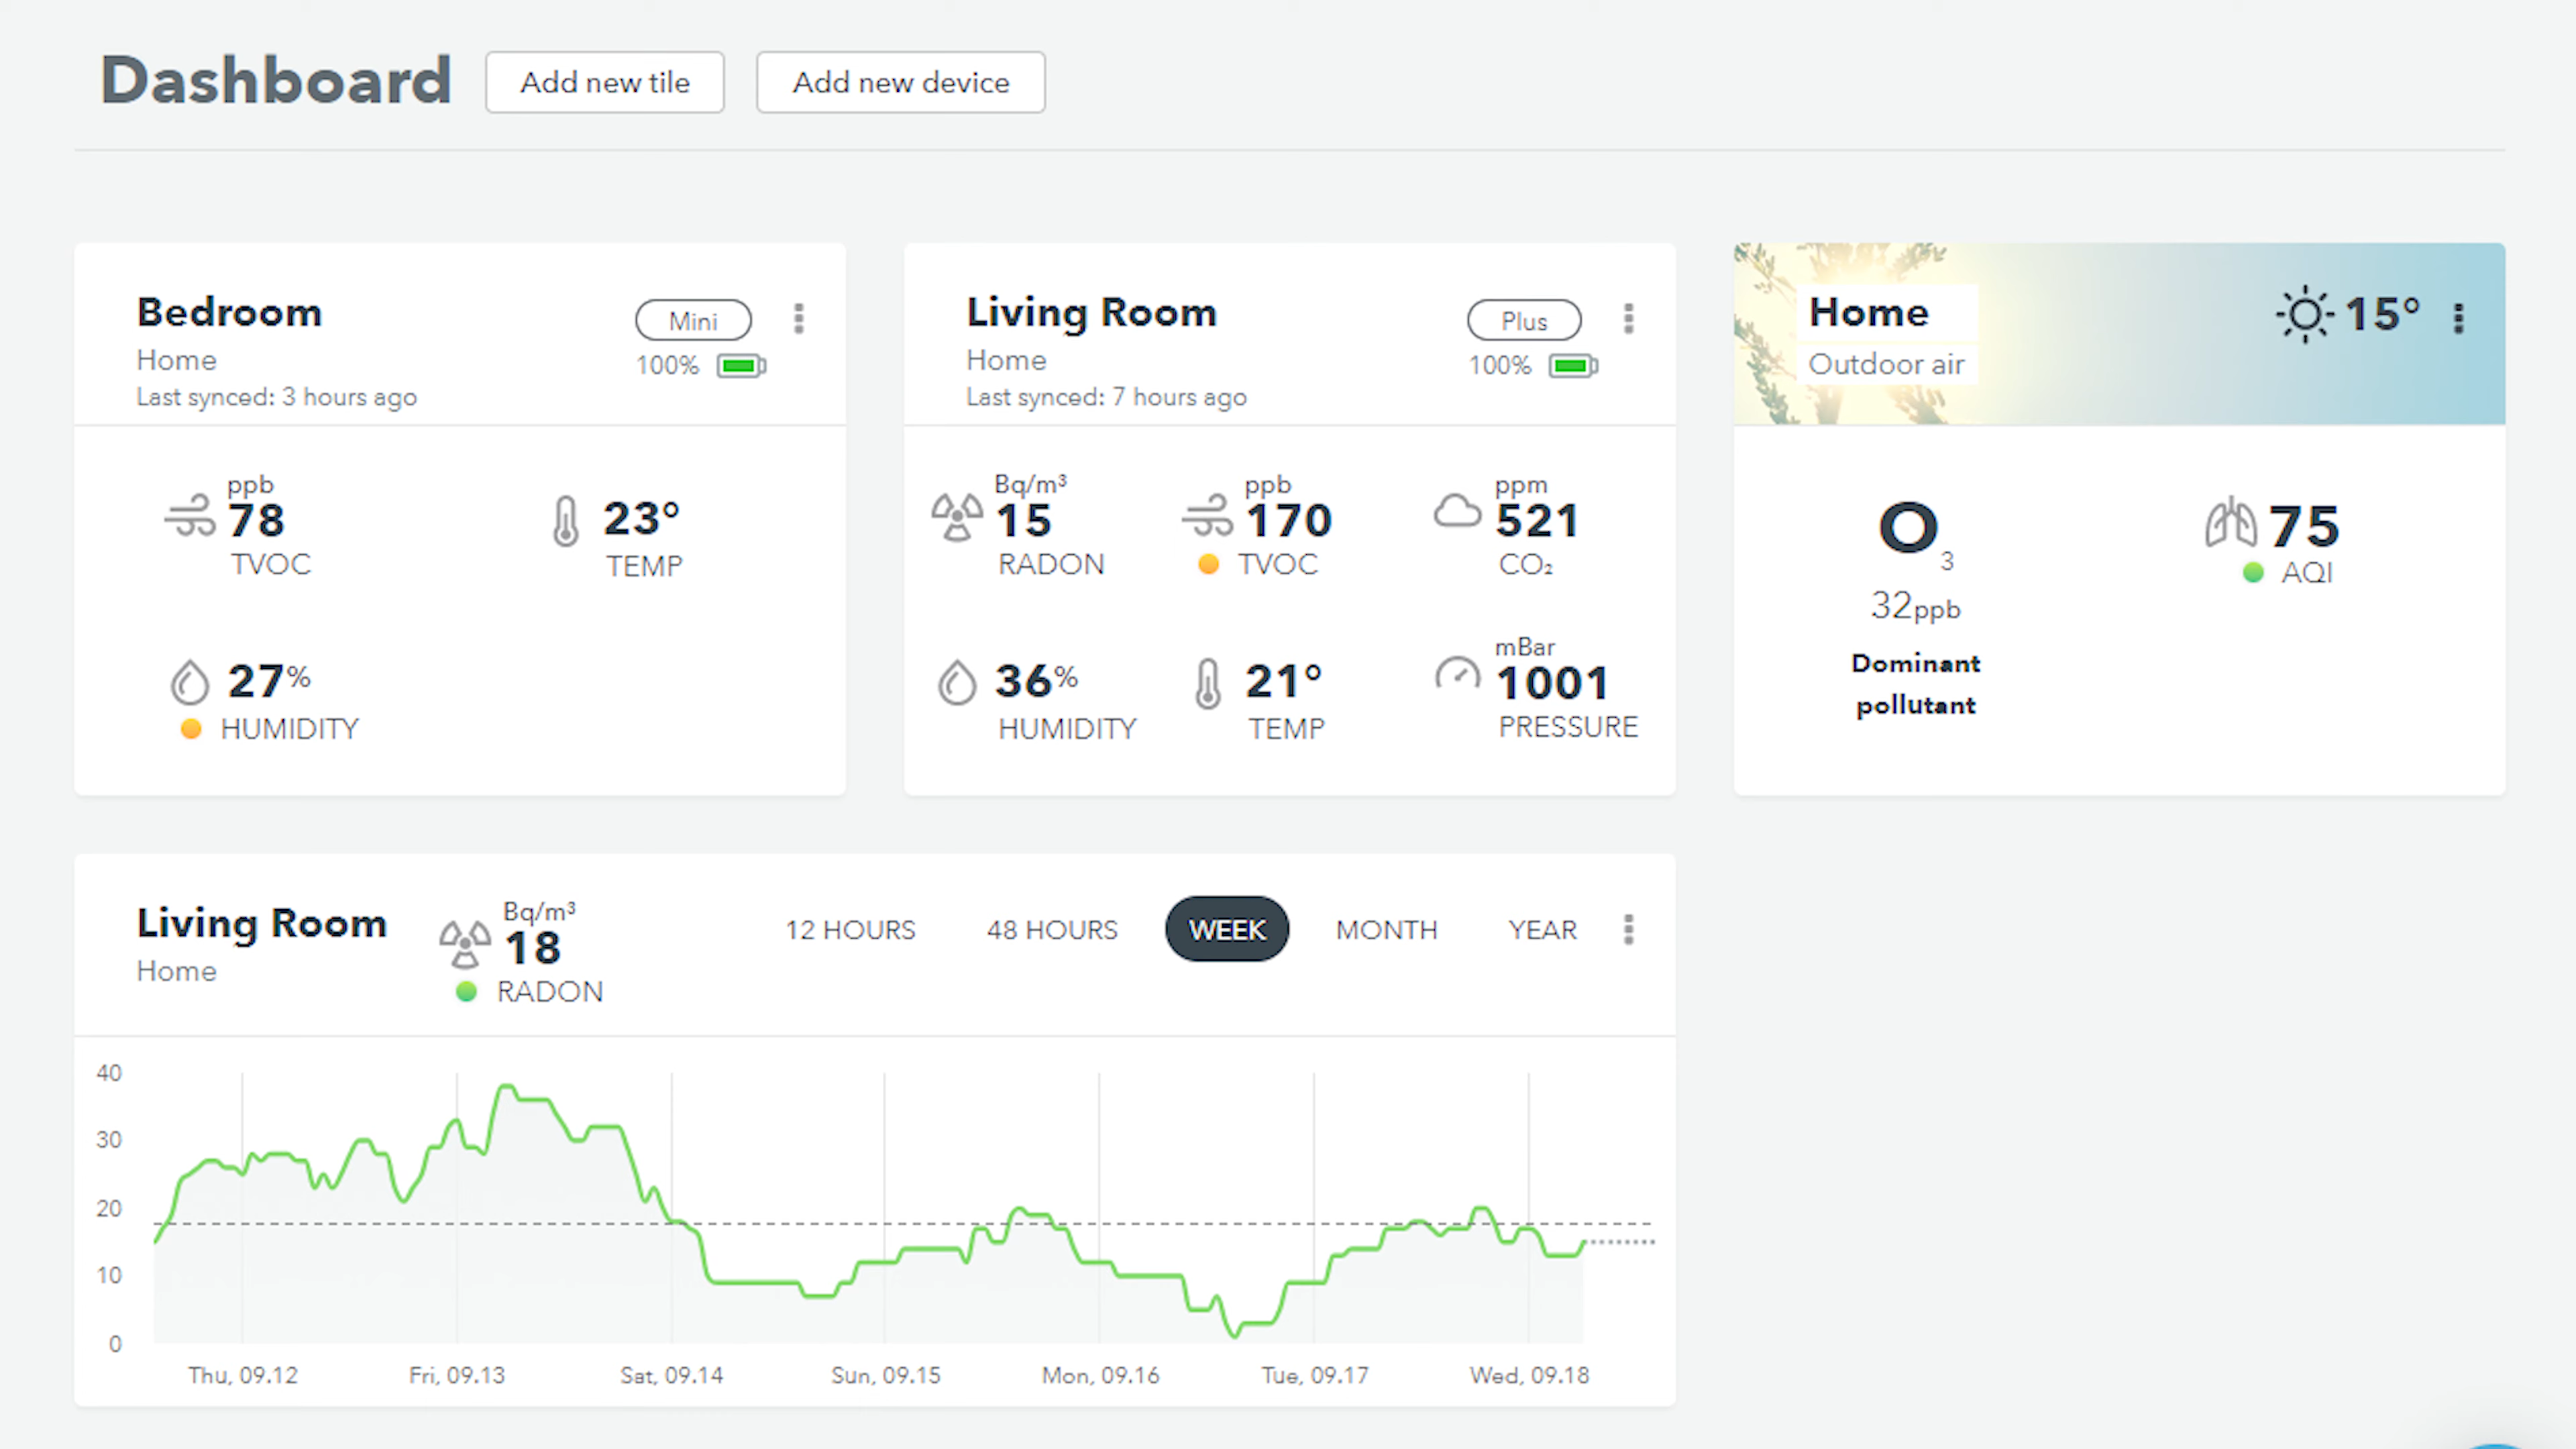 Dashboard
Add new tile
Add new device
Bedroom
Mini
Home
100%
Last synced: 3 hours ago
ppb
78
TVOC
23°
TEMP
27%
HUMIDITY
Living Room
Plus
Home
100%
Last synced: 7 hours ago
Bq/m³
15
RADON
ppb
170
TVOC
ppm
521
CO₂
36%
HUMIDITY
21°
TEMP
mBar
1001
PRESSURE
Home
15°
Outdoor air
O₃
32ppb
Dominant
pollutant
75
AQI
Living Room
Home
Bq/m³
18
RADON
12 HOURS
48 HOURS
WEEK
MONTH
YEAR
40
30
20
10
0
Thu, 09.12
Fri, 09.13
Sat, 09.14
Sun, 09.15
Mon, 09.16
Tue, 09.17
Wed, 09.18